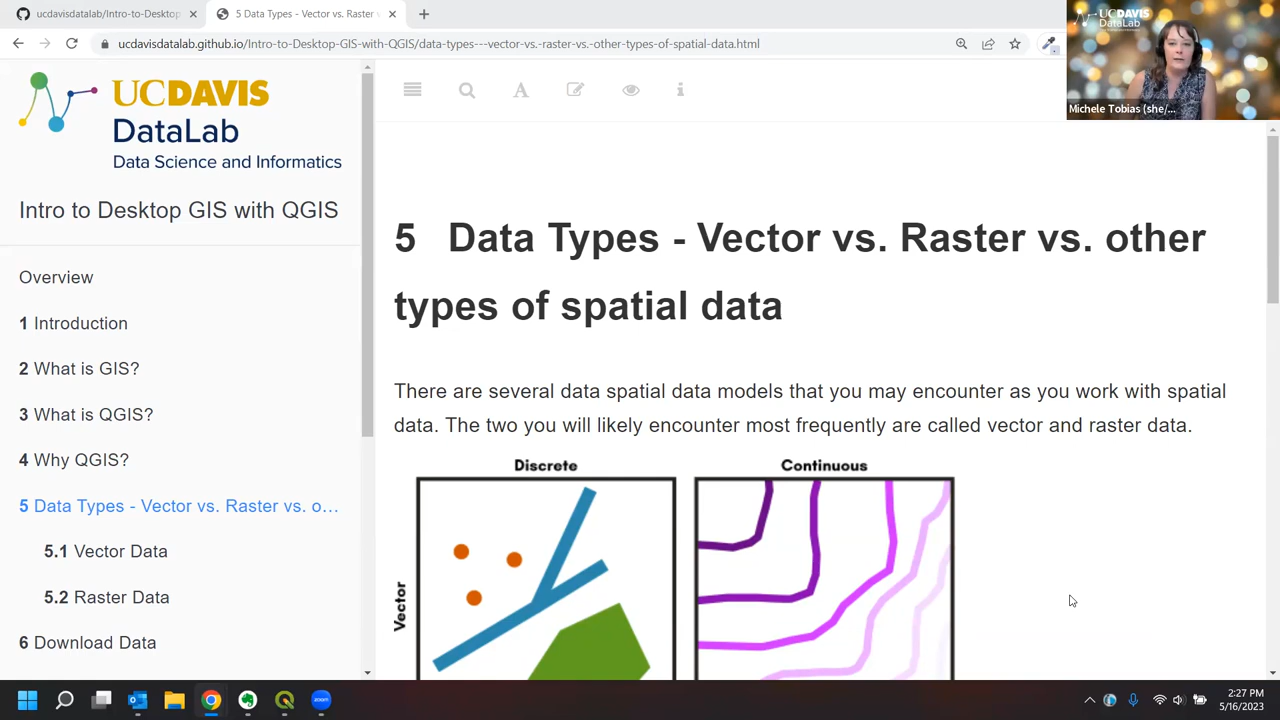 ucdavisdatalab/Intro-to-Desktop
5 Data Types - Vector vs. Raster v
ucdavisdatalab.github.io/Intro-to-Desktop-GIS-with-QGIS
types-–-vector-vs.-raster-vs.-other-types-of-spatial-data.html
UCDAVIS
DataLab
Michele Tobias (she/...
UCDAVIS
DataLab
Data Science and Informatics
Intro to Desktop GIS with QGIS
Overview
1 Introduction
2 What is GIS?
3 What is QGIS?
4 Why QGIS?
5 Data Types - Vector vs. Raster vs. o…
5.1 Vector Data
5.2 Raster Data
6 Download Data
5 Data Types - Vector vs. Raster vs. other
types of spatial data
There are several data spatial data models that you may encounter as you work with spatial
data. The two you will likely encounter most frequently are called vector and raster data.
Discrete
Continuous
Vector
2:27 PM
5/16/2023